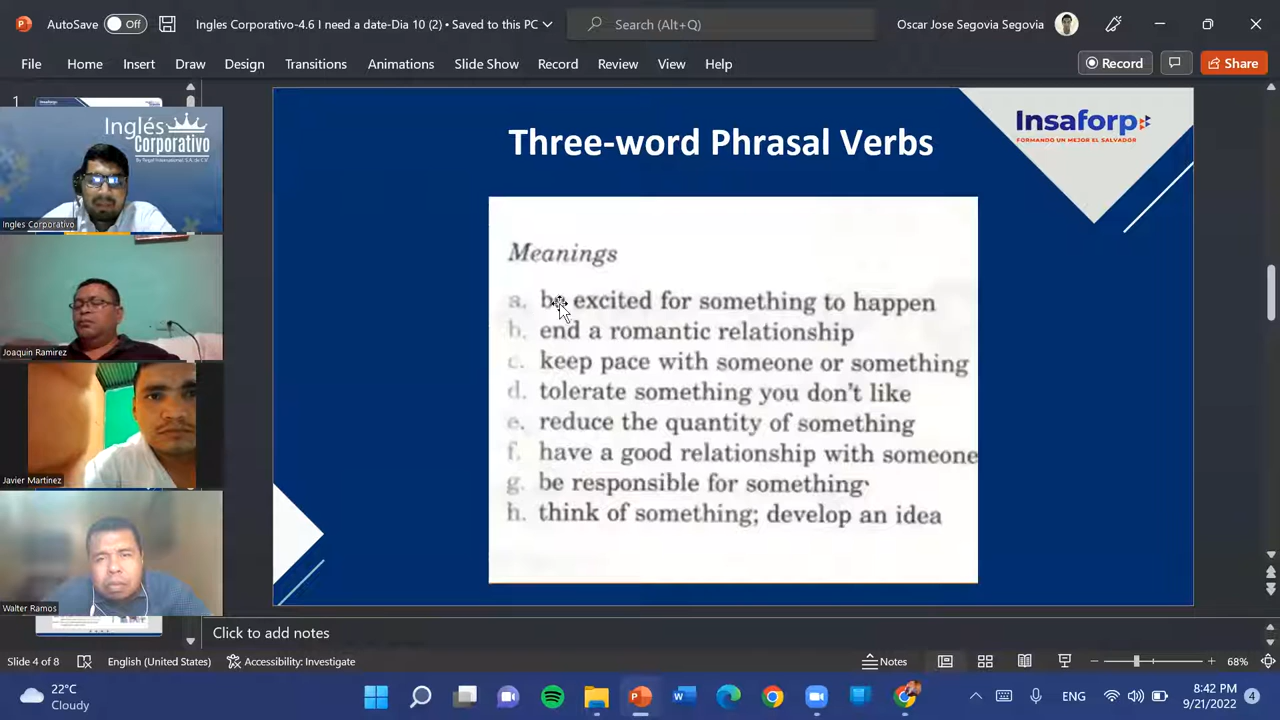 AutoSave Off Ingles Corporativo-4.6 I need a date-Dia 10 (2) • Saved to this PC Search (Alt+Q) Oscar Jose Segovia Segovia
File Home Insert Draw Design Transitions Animations Slide Show Record Review View Help Record Share
1
Inglés
Corporativo
By Regal International, S.A. de C.V.
Ingles Corporativo
Joaquin Ramirez
Javier Martinez
Walter Ramos
Insaforp
FORMANDO UN MEJOR EL SALVADOR
Three-word Phrasal Verbs
Meanings
a. be excited for something to happen
b. end a romantic relationship
c. keep pace with someone or something
d. tolerate something you don't like
e. reduce the quantity of something
f. have a good relationship with someone
g. be responsible for something
h. think of something; develop an idea
Click to add notes
Slide 4 of 8 English (United States) Accessibility: Investigate Notes 68%
22°C
Cloudy
ENG
8:42 PM
9/21/2022
4